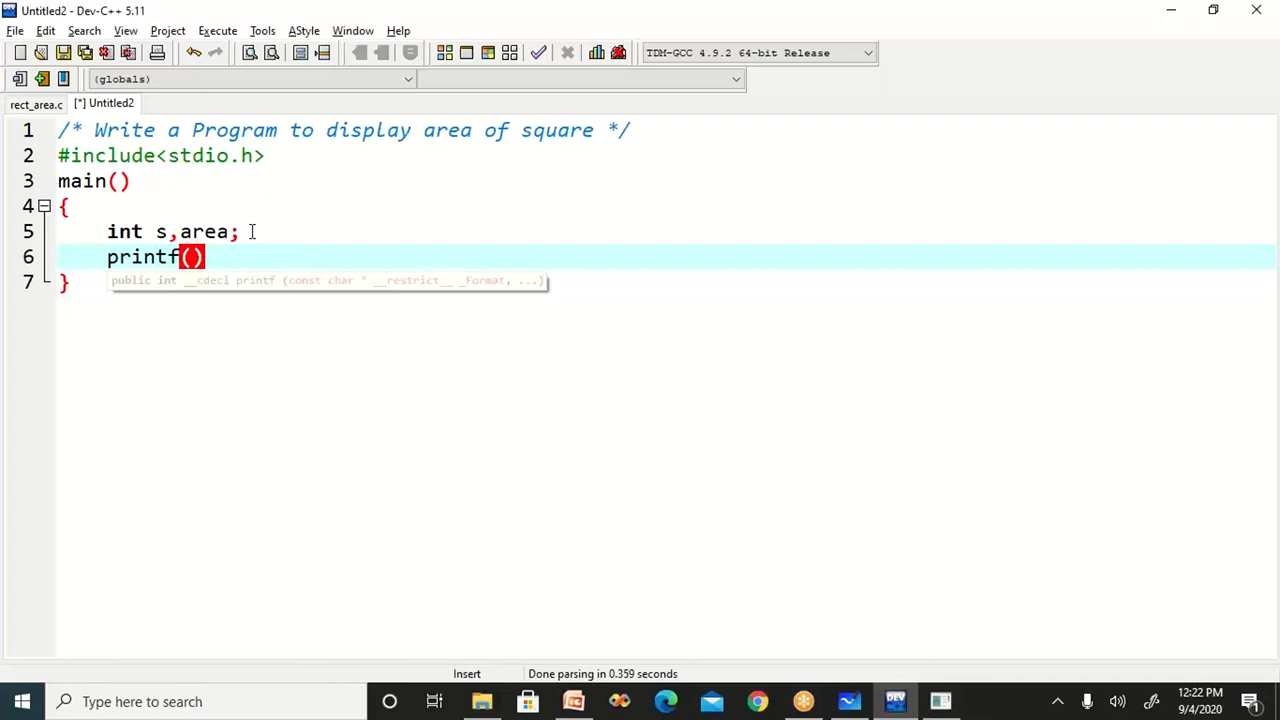 Untitled2 - Dev-C++ 5.11
File Edit Search View Project Execute Tools AStyle Window Help
TDM-GCC 4.9.2 64-bit Release
(globals)
rect_area.c [*] Untitled2
1 /* Write a Program to display area of square */
2 #include<stdio.h>
3 main()
4 {
5 int s,area;
6 printf()
public int __cdecl printf (const char * __restrict__ _Format, ...)
7 }
Insert Done parsing in 0.359 seconds
Type here to search
DEV
12:22 PM
9/4/2020
1